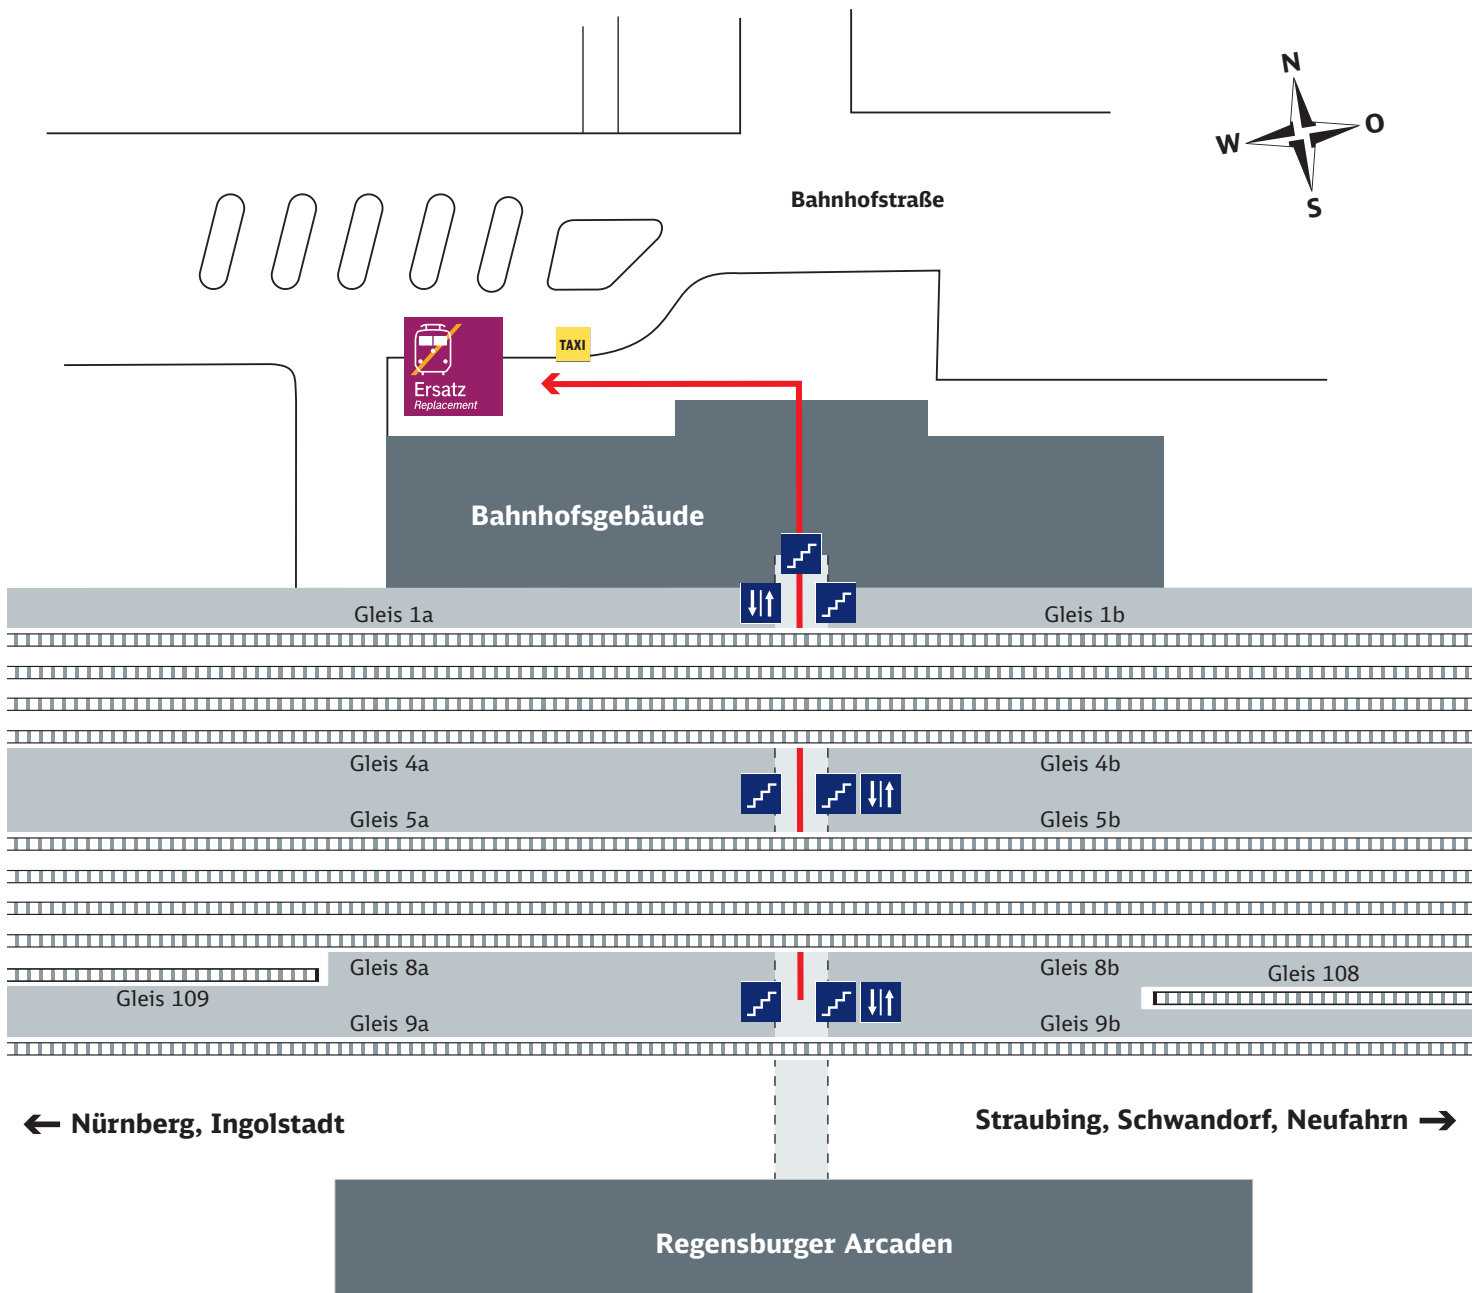 N
W
O
S
Bahnhofstraße
TAXI
Ersatz
Replacement
Bahnhofsgebäude
Gleis 1a
Gleis 1b
Gleis 4a
Gleis 4b
Gleis 5a
Gleis 5b
Gleis 8a
Gleis 8b
Gleis 108
Gleis 109
Gleis 9a
Gleis 9b
← Nürnberg, Ingolstadt
Straubing, Schwandorf, Neufahrn →
Regensburger Arcaden